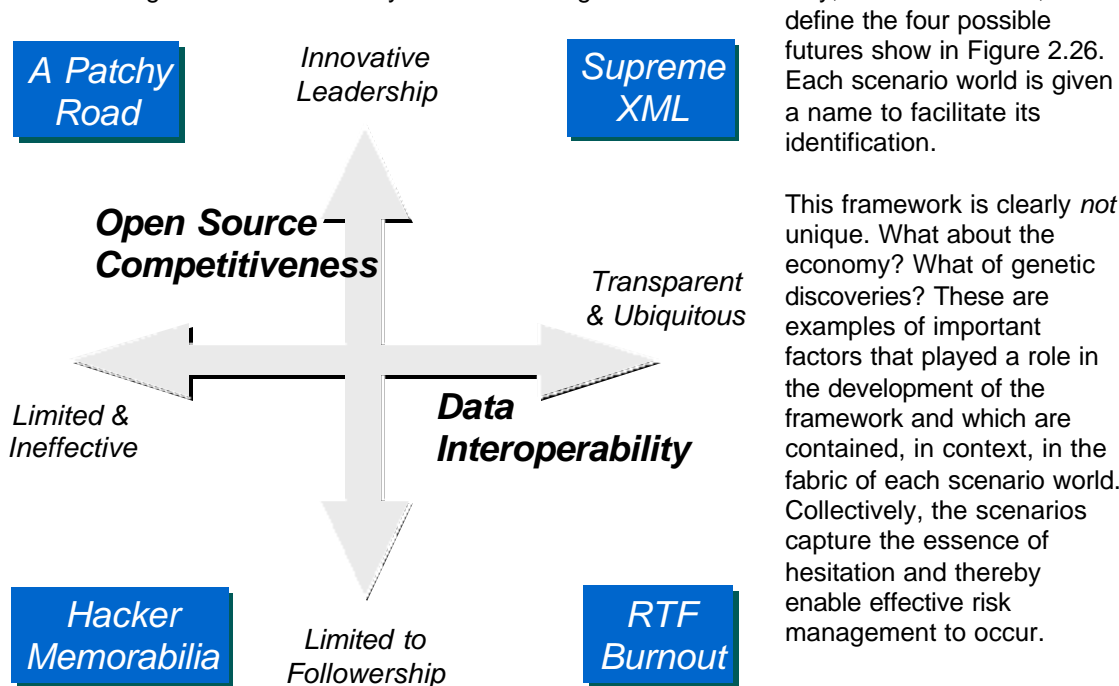 A Patchy
Road
Innovative
Leadership
Supreme
XML
Open Source
Competitiveness
Transparent
& Ubiquitous
Limited &
Ineffective
Data
Interoperability
Hacker
Memorabilia
Limited to
Followership
RTF
Burnout
define the four possible
futures show in Figure 2.26.
Each scenario world is given
a name to facilitate its
identification.
This framework is clearly not
unique. What about the
economy? What of genetic
discoveries? These are
examples of important
factors that played a role in
the development of the
framework and which are
contained, in context, in the
fabric of each scenario world.
Collectively, the scenarios
capture the essence of
hesitation and thereby
enable effective risk
management to occur.